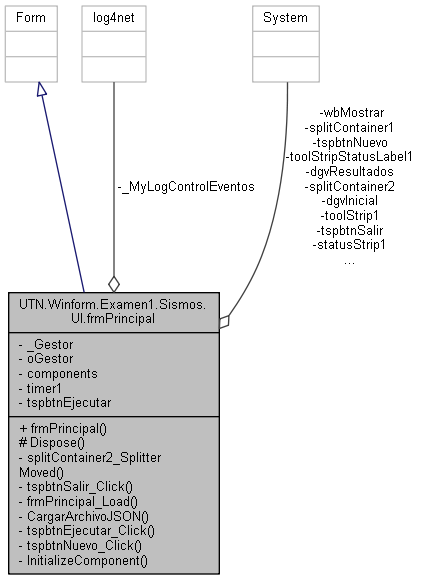 Form
log4net
System
-wbMostrar
-splitContainer1
-tspbtnNuevo
-toolStripStatusLabel1
-dgvResultados
-splitContainer2
-dgvInicial
-toolStrip1
-tspbtnSalir
-statusStrip1
...
-_MyLogControlEventos
UTN.Winform.Examen1.Sismos.
UI.frmPrincipal
- _Gestor
- oGestor
- components
- timer1
- tspbtnEjecutar
+ frmPrincipal()
# Dispose()
- splitContainer2_Splitter
Moved()
- tspbtnSalir_Click()
- frmPrincipal_Load()
- CargarArchivoJSON()
- tspbtnEjecutar_Click()
- tspbtnNuevo_Click()
- InitializeComponent()